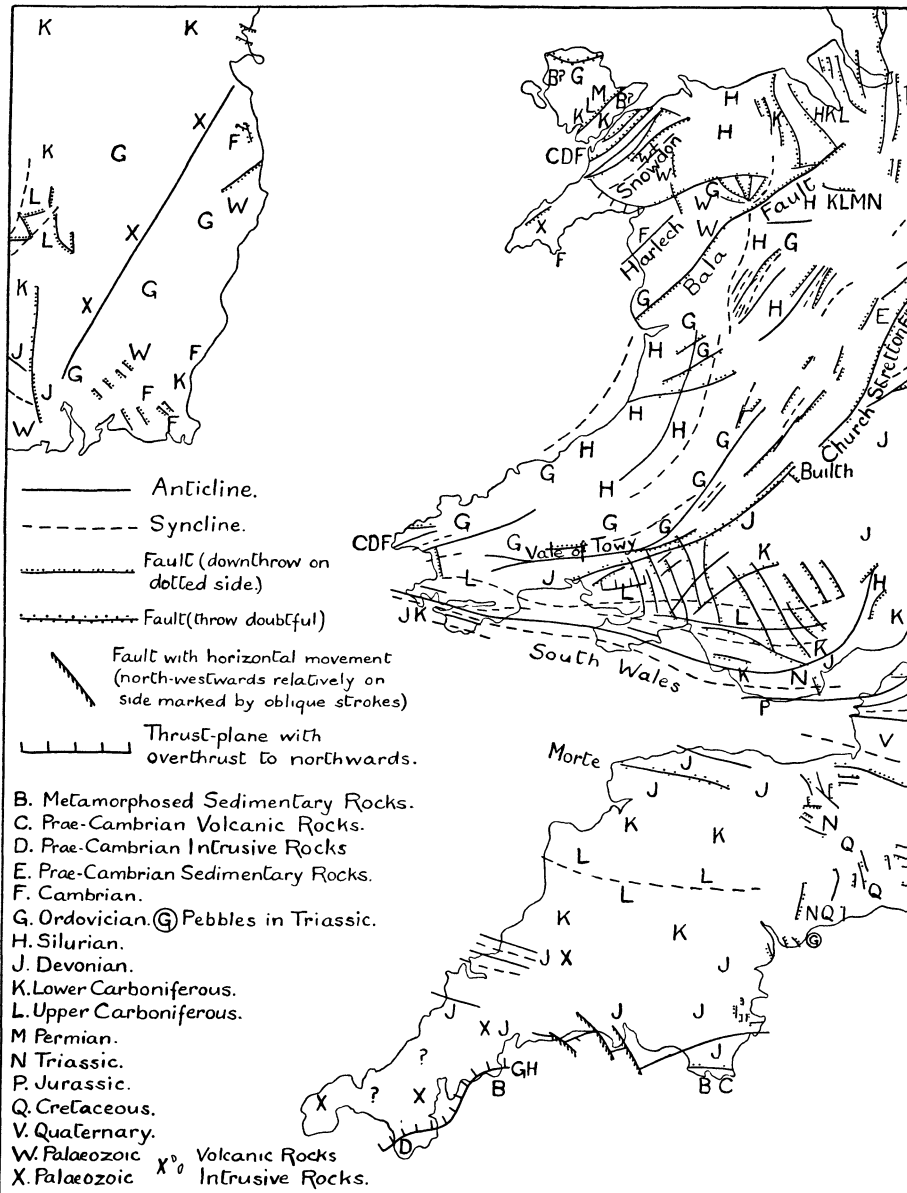 K K
B? G
L M B?
K K
CDF
H
H
K
HKL
X
F
K G
L
L
W
G
X
Snowdon
W
W
G
W
Fault
H KLMN
X
F
F
Harlech
W
Bala
H
G
G
H
E
K
X
G
J
J
G
W
F
K
F
F
W
G
H
G
H
H
H
G
G
H
G
G
Church Stretton
J
Builth
J
J
Anticline.
Syncline.
Fault (downthrow on
dotted side.)
Fault (throw doubtful)
Fault with horizontal movement
(north-westwards relatively on
side marked by oblique strokes)
Thrust-plane with
overthrust to northwards.
G
G
G
CDF
G
Vale of Towy
L
J
L
K
H
JK
L
K
K
J
South Wales
K
N
P
V
Morte
J
J
J
K
K
N
Q
L
L
L
Q
K
K
NQ
G
J X
J
J
J
J
X J
?
GH
B
B C
X
?
X
D
B. Metamorphosed Sedimentary Rocks.
C. Prae-Cambrian Volcanic Rocks.
D. Prae-Cambrian Intrusive Rocks
E. Prae-Cambrian Sedimentary Rocks.
F. Cambrian.
G. Ordovician. G Pebbles in Triassic.
H. Silurian.
J. Devonian.
K. Lower Carboniferous.
L. Upper Carboniferous.
M Permian.
N Triassic.
P. Jurassic.
Q. Cretaceous.
V. Quaternary.
W. Palaeozoic Volcanic Rocks
X. Palaeozoic Intrusive Rocks.